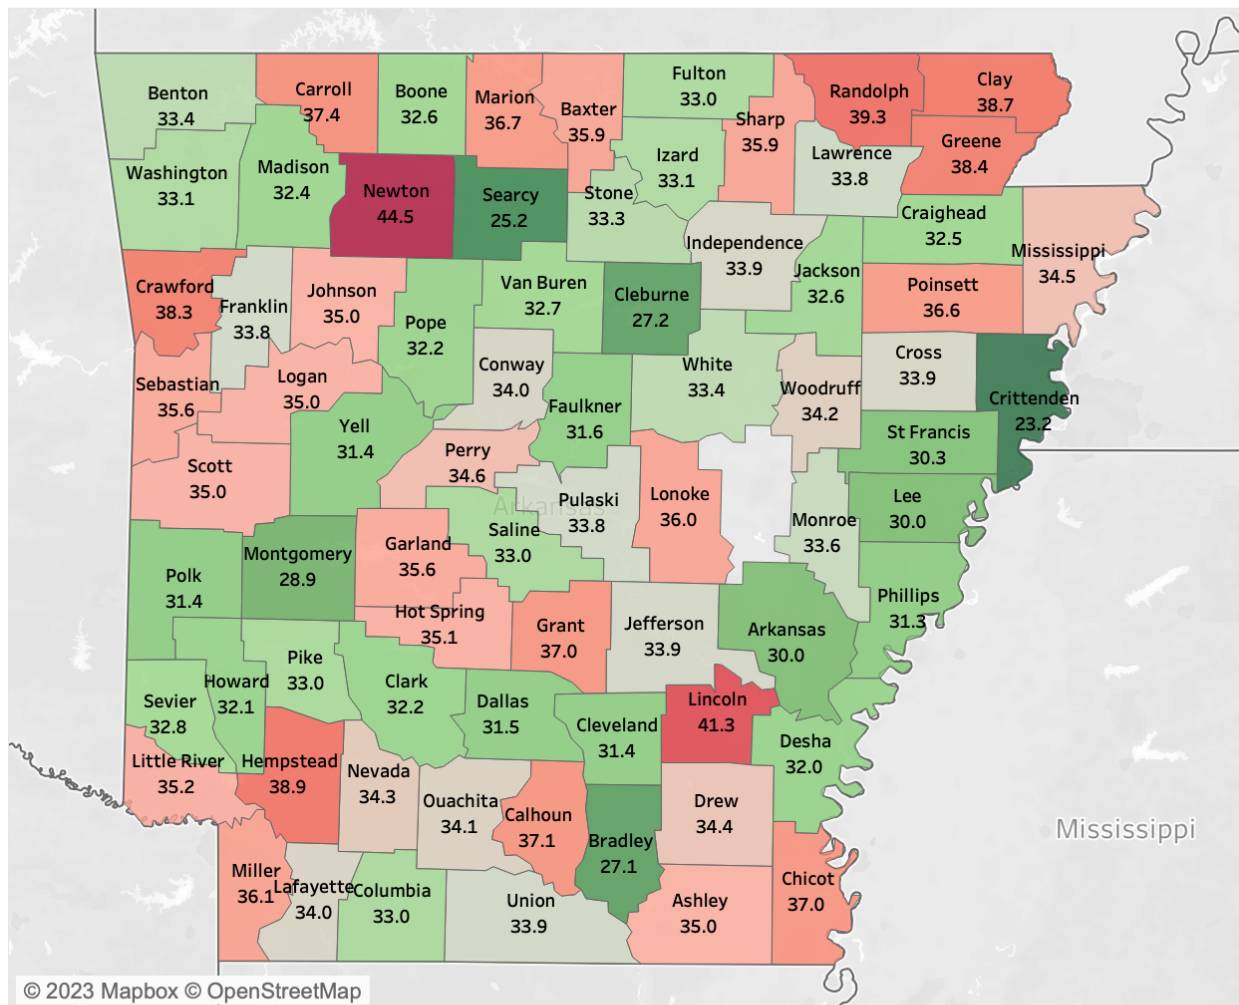 Benton
33.4
Carroll
37.4
Boone
32.6
Marion
36.7
Baxter
35.9
Fulton
33.0
Sharp
35.9
Randolph
39.3
Clay
38.7
Greene
38.4
Washington
33.1
Madison
32.4
Newton
44.5
Searcy
25.2
Stone
33.3
Izard
33.1
Lawrence
33.8
Craighead
32.5
Mississippi
34.5
Independence
33.9
Crawford
38.3
Franklin
33.8
Johnson
35.0
Pope
32.2
Van Buren
32.7
Cleburne
27.2
Jackson
32.6
Poinsett
36.6
Sebastian
35.6
Logan
35.0
Conway
34.0
White
33.4
Woodruff
34.2
Cross
33.9
Crittenden
23.2
Yell
31.4
Faulkner
31.6
St Francis
30.3
Scott
35.0
Perry
34.6
Arkansas
Pulaski
33.8
Lonoke
36.0
Lee
30.0
Monroe
33.6
Saline
33.0
Garland
35.6
Montgomery
28.9
Polk
31.4
Hot Spring
35.1
Grant
37.0
Jefferson
33.9
Arkansas
30.0
Phillips
31.3
Pike
33.0
Howard
32.1
Sevier
32.8
Clark
32.2
Dallas
31.5
Cleveland
31.4
Lincoln
41.3
Desha
32.0
Little River
35.2
Hempstead
38.9
Nevada
34.3
Ouachita
34.1
Calhoun
37.1
Bradley
27.1
Drew
34.4
Mississippi
Miller
36.1
Lafayette
34.0
Columbia
33.0
Union
33.9
Ashley
35.0
Chicot
37.0
© 2023 Mapbox © OpenStreetMap